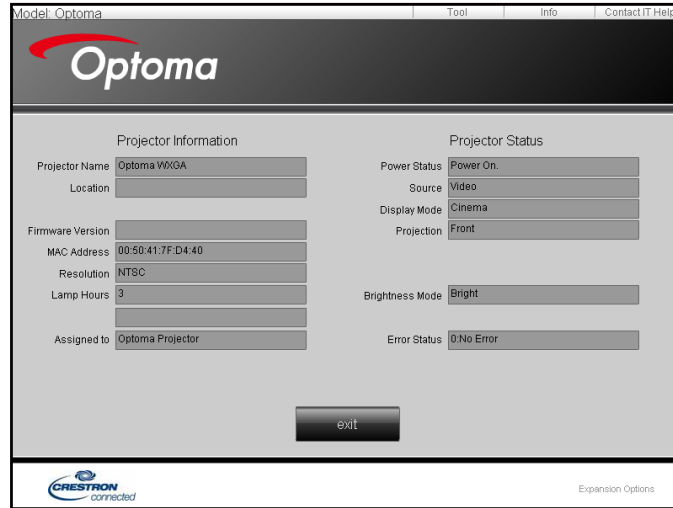 Model: Optoma
Tool
Info
Contact IT Help
Optoma
Projector Information
Projector Name Optoma WXGA
Location
Firmware Version
MAC Address 00:50:41:7F:D4:40
Resolution NTSC
Lamp Hours 3
Assigned to Optoma Projector
Projector Status
Power Status Power On.
Source Video
Display Mode Cinema
Projection Front
Brightness Mode Bright
Error Status 0:No Error
exit
CRESTRON
connected
Expansion Options